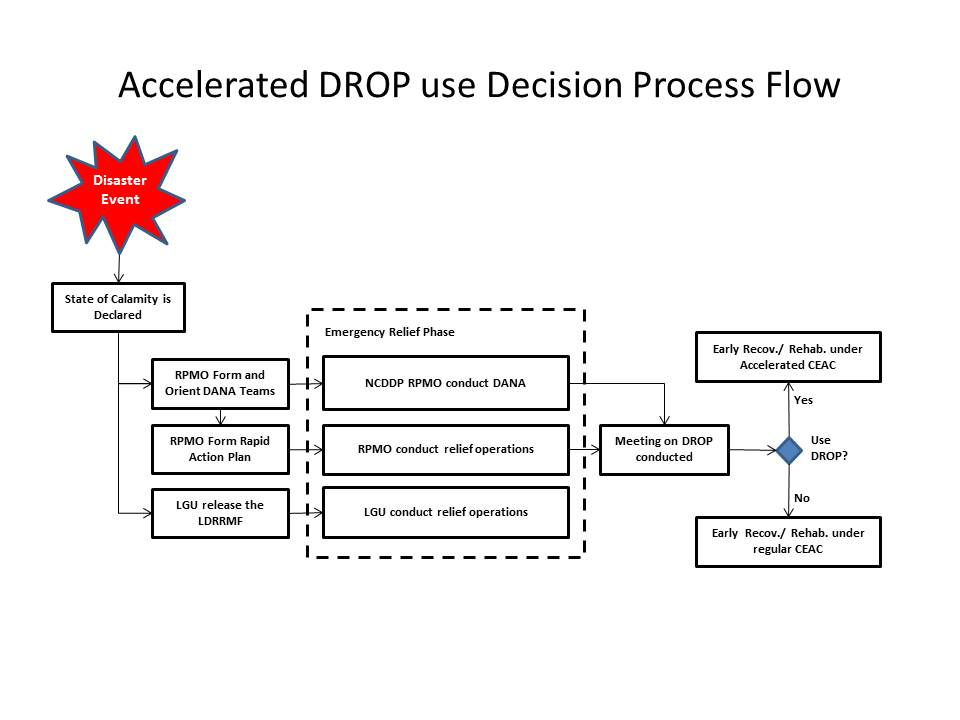 Accelerated DROP use Decision Process Flow
Disaster
Event
State of Calamity is
Declared
RPMO Form and
Orient DANA Teams
RPMO Form Rapid
Action Plan
LGU release the
LDRRMF
Emergency Relief Phase
NCDDP RPMO conduct DANA
RPMO conduct relief operations
LGU conduct relief operations
Meeting on DROP
conducted
Early Recov./ Rehab. under
Accelerated CEAC
Yes
Use
DROP?
No
Early Recov./ Rehab. under
regular CEAC